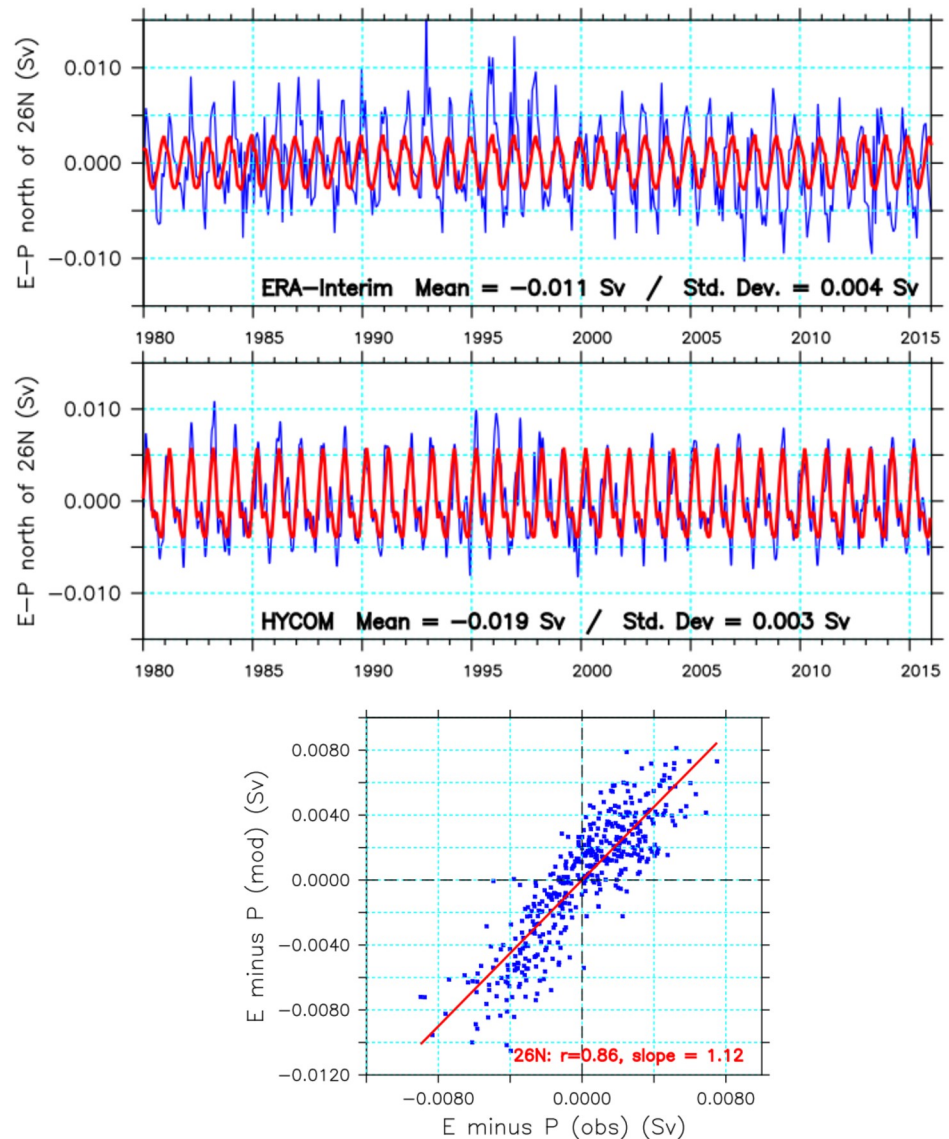 E-P north of 26N (Sv)
0.010
0.000
-0.010
ERA-Interim Mean = -0.011 Sv / Std. Dev. = 0.004 Sv
1980 1985 1990 1995 2000 2005 2010 2015
E-P north of 26N (Sv)
0.010
0.000
-0.010
HYCOM Mean = -0.019 Sv / Std. Dev = 0.003 Sv
1980 1985 1990 1995 2000 2005 2010 2015
E minus P (mod) (Sv)
0.0080
0.0040
0.0000
-0.0040
-0.0080
-0.0120
26N: r=0.86, slope = 1.12
-0.0080 0.0000 0.0080
E minus P (obs) (Sv)